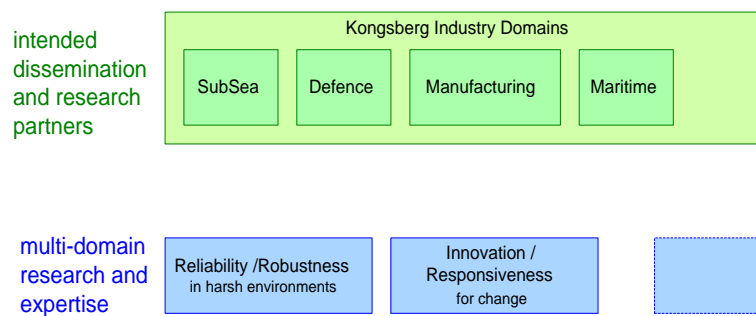 intended
dissemination
and research
partners
Kongsberg Industry Domains
SubSea
Defence
Manufacturing
Maritime
multi-domain
research and
expertise
Reliability /Robustness
in harsh environments
Innovation /
Responsiveness
for change